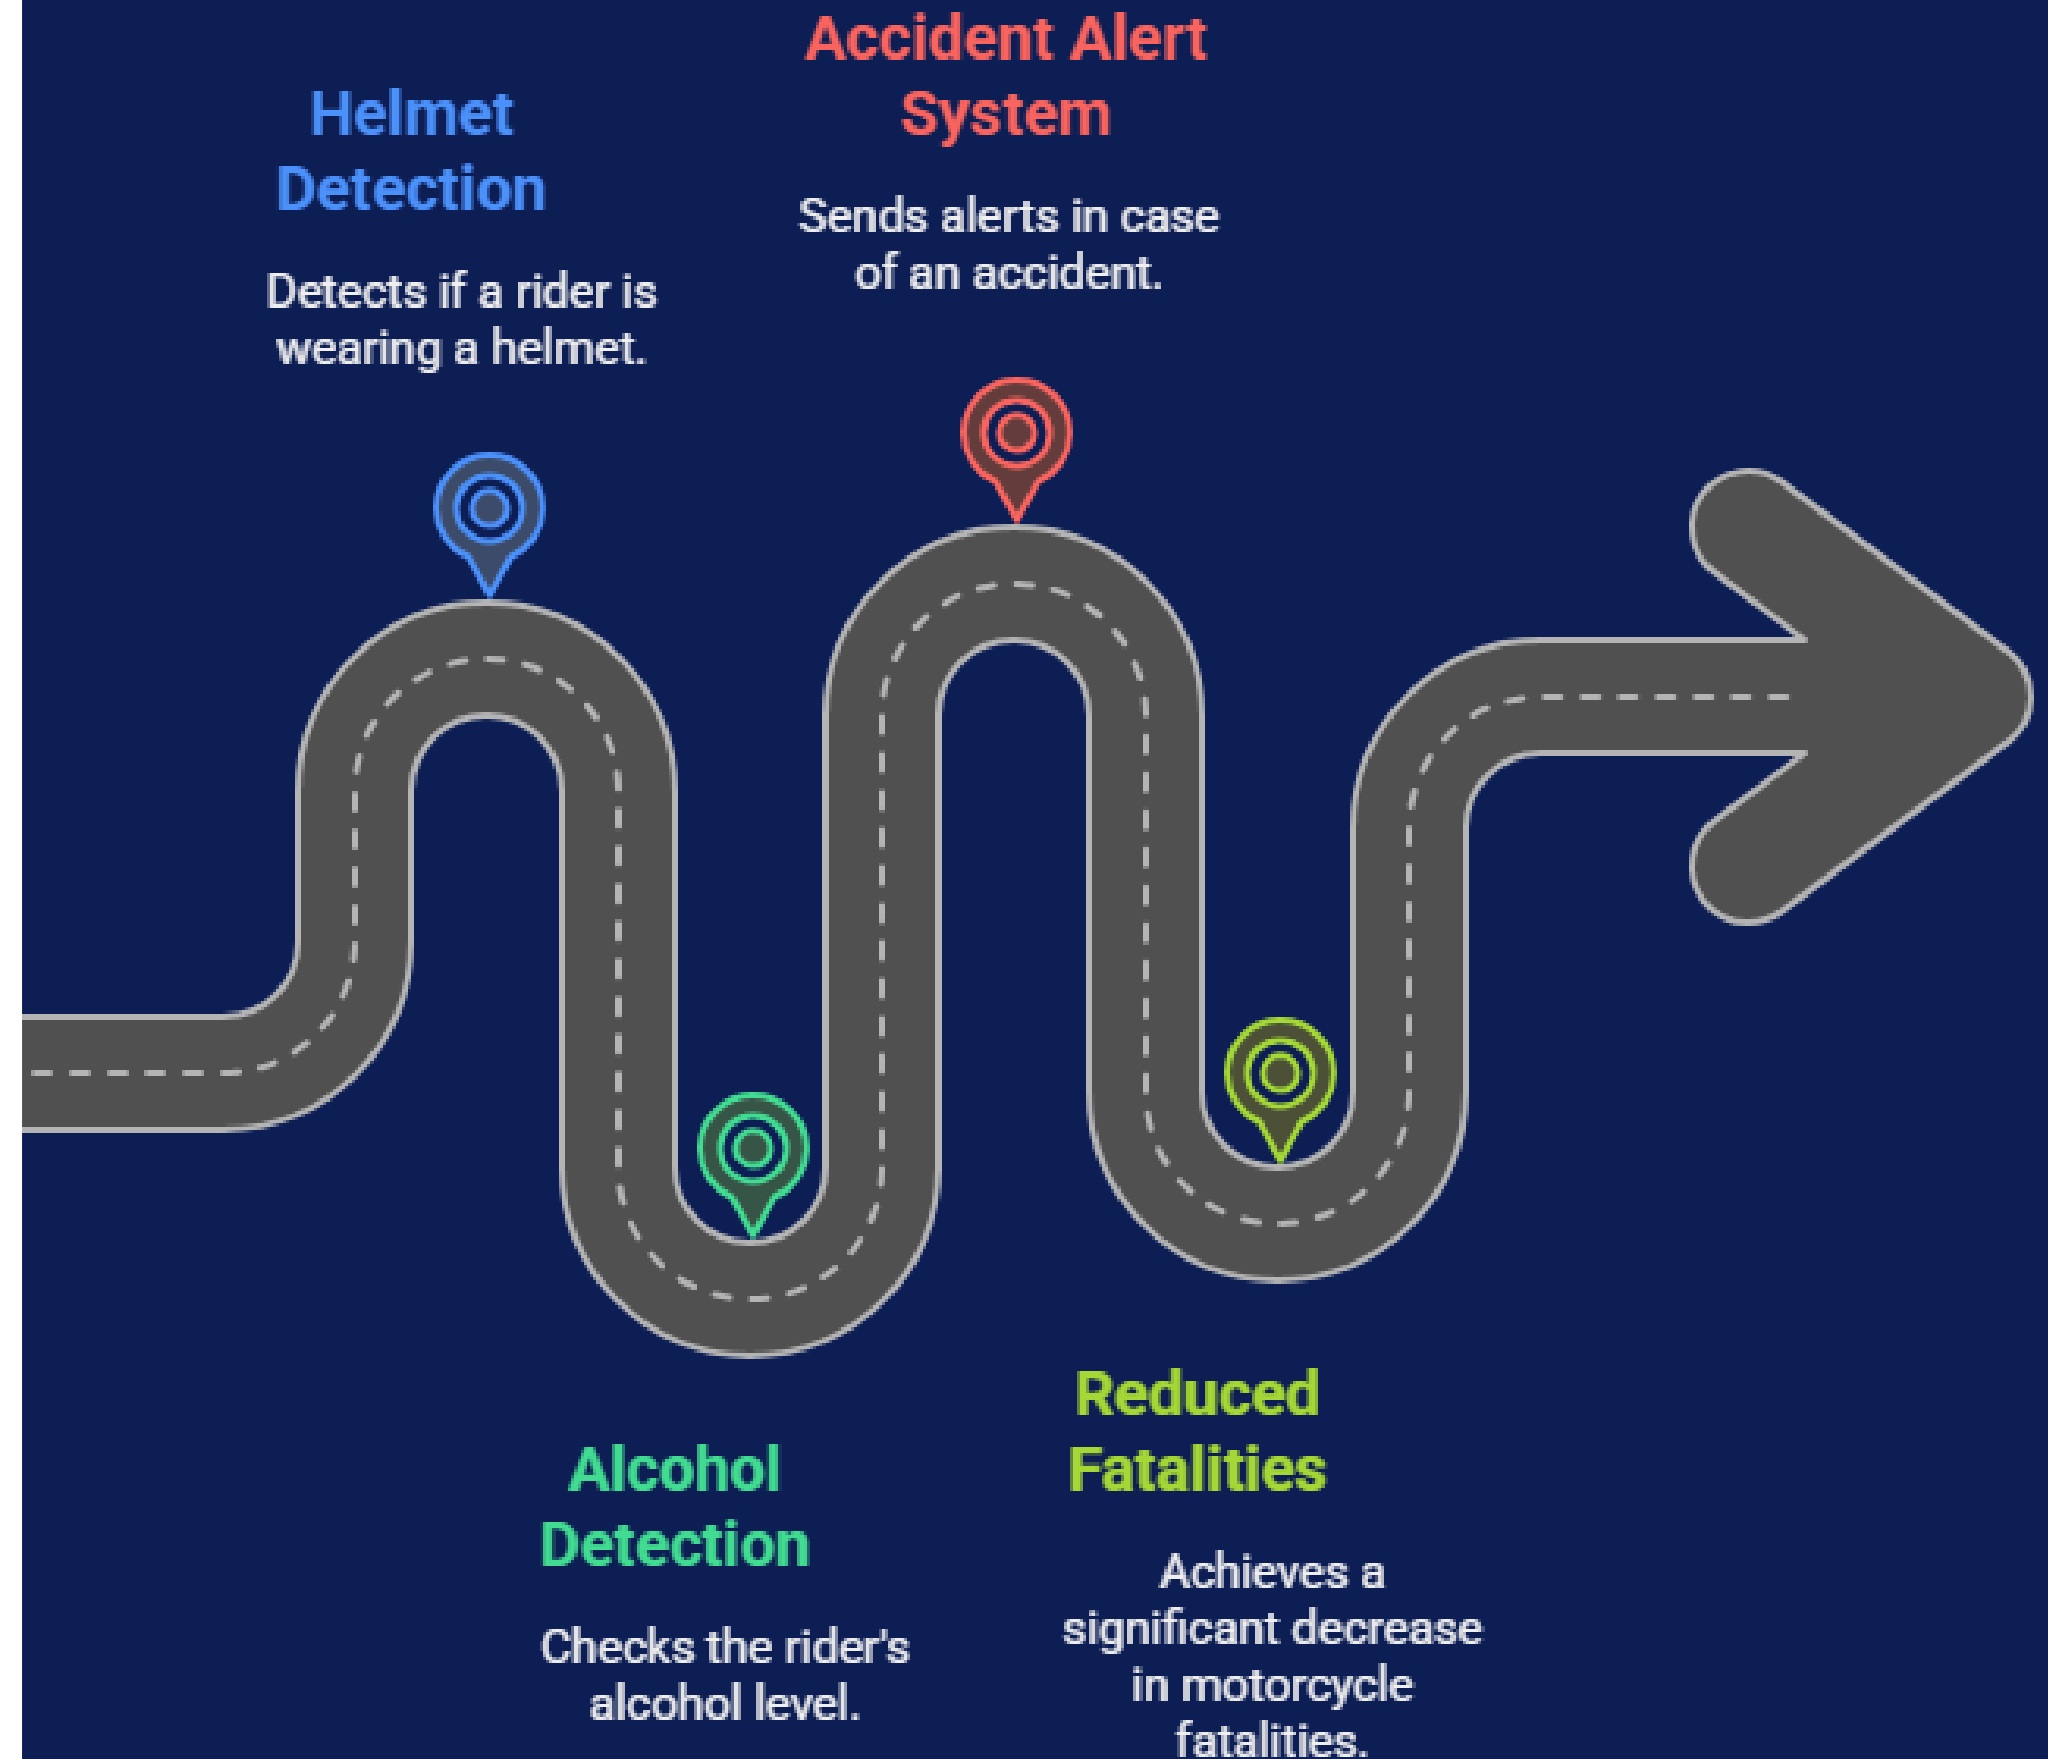 Helmet
Detection
Detects if a rider is
wearing a helmet.
Alcohol
Detection
Checks the rider's
alcohol level.
Accident Alert
System
Sends alerts in case
of an accident.
Reduced
Fatalities
Achieves a
significant decrease
in motorcycle
fatalities.